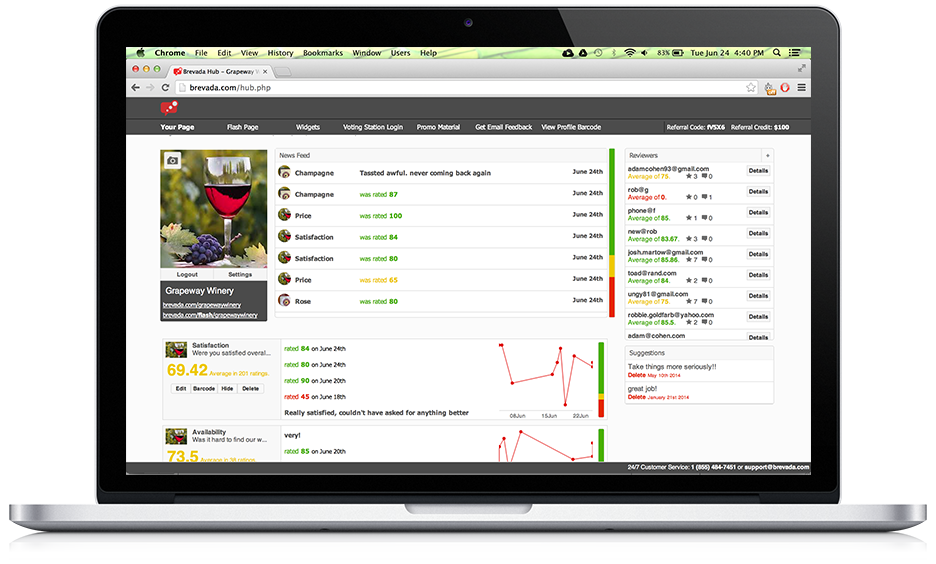 Chrome File Edit View History Bookmarks Window Users Help 83% Tue Jun 24 4:40 PM
Brevada Hub – Grapeway W
brevada.com/hub.php
Your Page Flash Page Widgets Voting Station Login Promo Material Get Email Feedback View Profile Barcode Referral Code: fV5X6 Referral Credit: $100
Logout Settings
Grapeway Winery
brevada.com/grapewaywinery
brevada.com/flash/grapewaywinery
News Feed
Champagne Tassted awful. never coming back again June 24th
Champagne was rated 87 June 24th
Price was rated 100 June 24th
Satisfaction was rated 84 June 24th
Satisfaction was rated 80 June 24th
Price was rated 65 June 24th
Rose was rated 80 June 24th
Reviewers +
adamcohen93@gmail.com Details
Average of 75. 3 0
rob@g Details
Average of 0. 0 1
phone@f Details
Average of 85. 1 0
new@rob Details
Average of 83.67. 3 0
josh.martow@gmail.com Details
Average of 85.86. 7 0
toad@rand.com Details
Average of 84. 2 0
ungy81@gmail.com Details
Average of 75. 7 0
robbie.goldfarb@yahoo.com Details
Average of 85.5. 2 0
adam@cohen.com Details
Suggestions
Take things more seriously!!
Delete May 10th 2014
great job!
Delete January 21st 2014
Satisfaction
Were you satisfied overal...
69.42 Average in 201 ratings.
Edit Barcode Hide Delete
rated 84 on June 24th
rated 80 on June 24th
rated 90 on June 20th
rated 45 on June 18th
Really satisfied, couldn't have asked for anything better
08Jun 15Jun 22Jun
Availability
Was it hard to find our w...
73.5 Average in 38 ratings.
very!
rated 85 on June 20th
24/7 Customer Service: 1 (855) 484-7451 or support@brevada.com